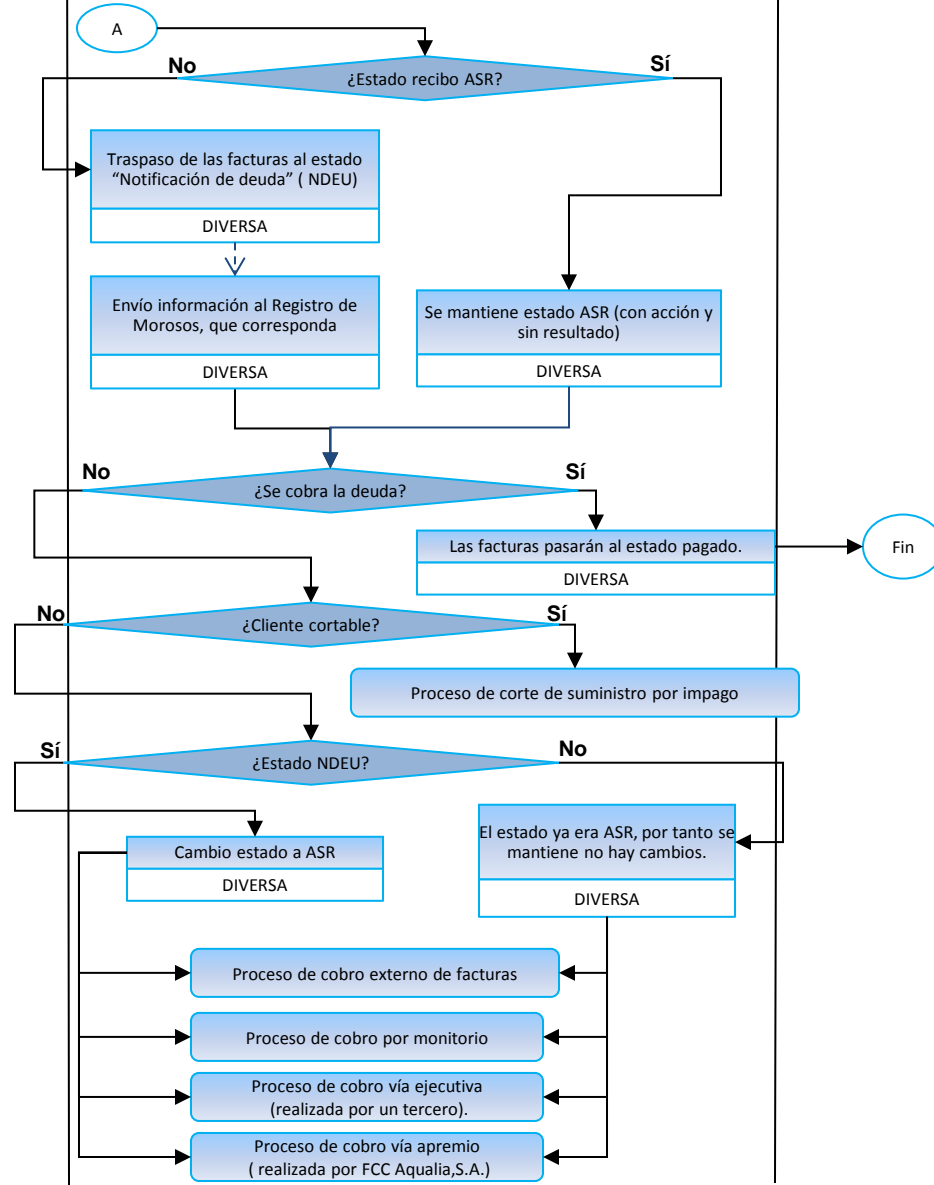 A
No
Sí
¿Estado recibo ASR?
Traspaso de las facturas al estado
“Notificación de deuda” ( NDEU)
DIVERSA
Envío información al Registro de
Morosos, que corresponda
DIVERSA
Se mantiene estado ASR (con acción y
sin resultado)
DIVERSA
No
Sí
¿Se cobra la deuda?
Las facturas pasarán al estado pagado.
DIVERSA
Fin
No
Sí
¿Cliente cortable?
Proceso de corte de suministro por impago
Sí
No
¿Estado NDEU?
Cambio estado a ASR
DIVERSA
El estado ya era ASR, por tanto se
mantiene no hay cambios.
DIVERSA
Proceso de cobro externo de facturas
Proceso de cobro por monitorio
Proceso de cobro vía ejecutiva
(realizada por un tercero).
Proceso de cobro vía apremio
( realizada por FCC Aqualia,S.A.)